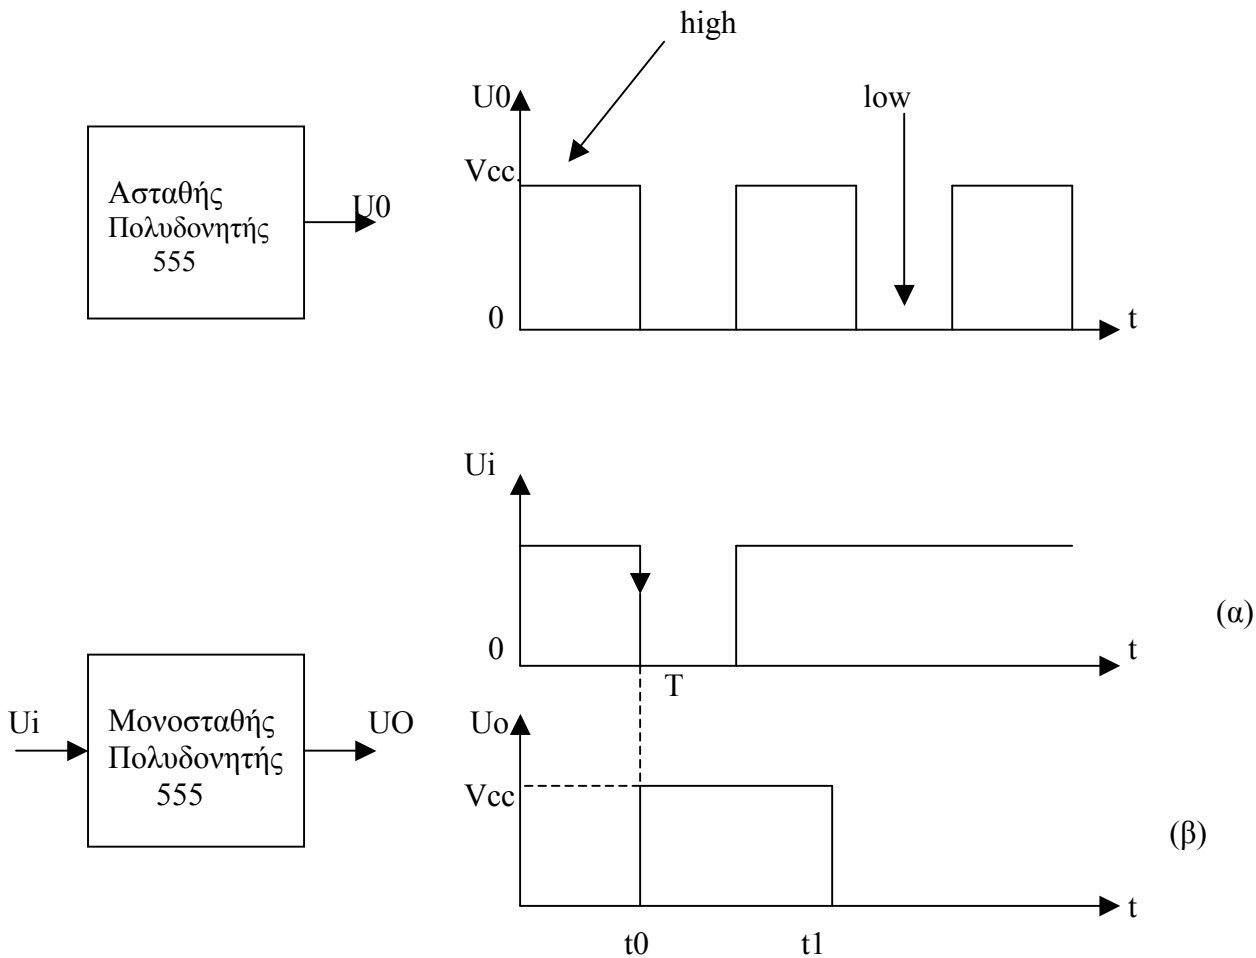 high
U0
low
Vcc.
Ασταθής
Πολυδονητής
555
U0
0
t
Ui
0
t
(α)
T
Ui
Μονοσταθής
Πολυδονητής
555
UO
Uo
Vcc
(β)
t
t0
t1